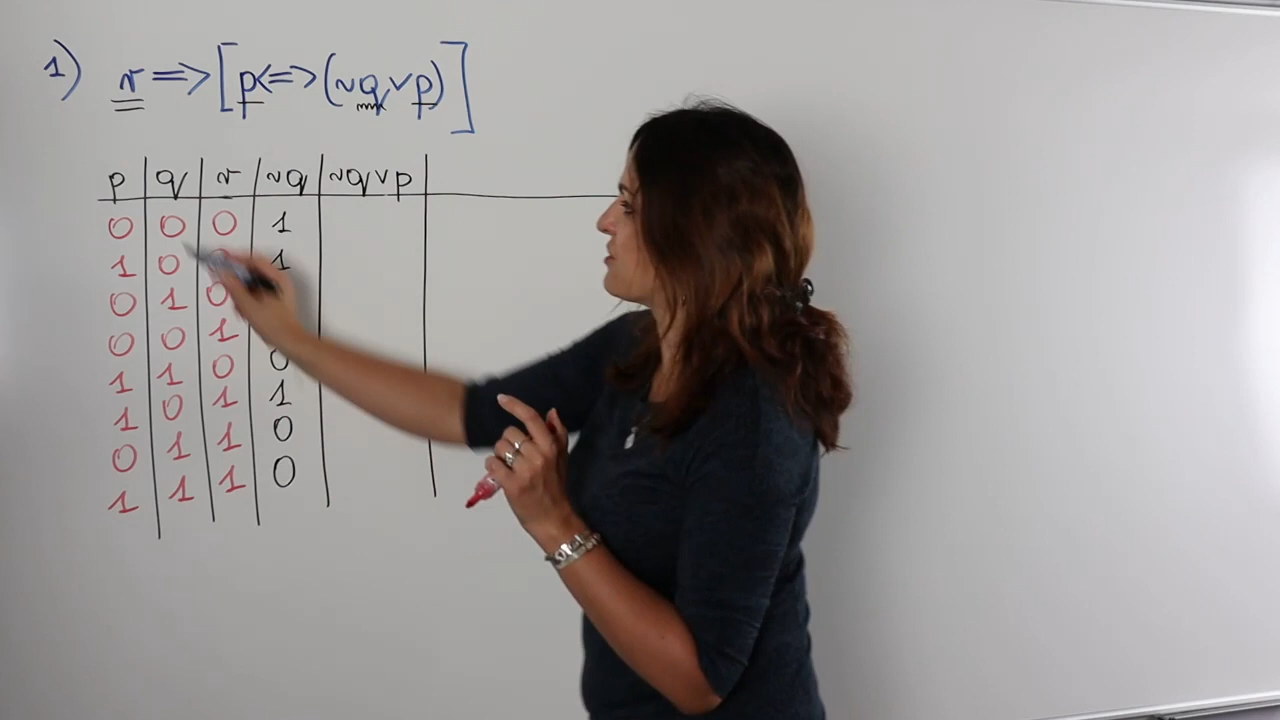 1) r => [p <=> (~q ∨ p)]
p q r ~q ~q ∨ p
0 0 0 1
1 0 1
0 1 0
0 0 1
1 1 0 0
1 0 1 1
0 1 1 0
1 1 1 0